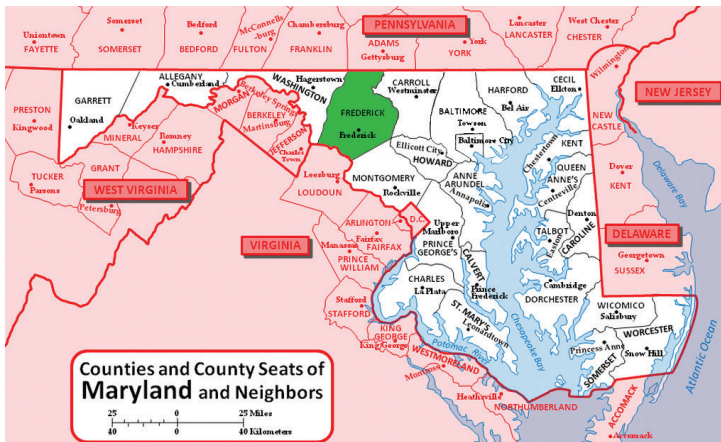 PENNSYLVANIA
Uniontown
FAYETTE
Somerset
SOMERSET
Bedford
BEDFORD
McConnells
-burg
FULTON
Chambersburg
FRANKLIN
ADAMS
Gettysburg
York
YORK
Lancaster
LANCASTER
West Chester
CHESTER
Wilmington
NEW JERSEY
PRESTON
Kingwood
GARRETT
Oakland
ALLEGANY
Cumberland
WASHINGTON
Hagerstown
FREDERICK
Frederick
CARROLL
Westminster
BALTIMORE
Towson
Baltimore City
HARFORD
Bel Air
CECIL
Elkton
NEW
CASTLE
MORGAN
Berkeley Springs
BERKELEY
Martinsburg
JEFFERSON
Charles
Town
Keyser
MINERAL
Romney
HAMPSHIRE
TUCKER
Parsons
GRANT
Petersburg
WEST VIRGINIA
Leesburg
LOUDOUN
MONTGOMERY
Rockville
Ellicott City
HOWARD
ANNE
ARUNDEL
Annapolis
Chestertown
KENT
QUEEN
ANNE'S
Centreville
Dover
KENT
Delaware Bay
VIRGINIA
ARLINGTON
D.C.
Fairfax
FAIRFAX
Manassas
PRINCE
WILLIAM
Upper
Marlboro
PRINCE
GEORGE'S
CALVERT
Prince
Frederick
TALBOT
Easton
Denton
CAROLINE
DELAWARE
Georgetown
SUSSEX
Stafford
STAFFORD
CHARLES
La Plata
ST. MARY'S
Leonardtown
Cambridge
DORCHESTER
WICOMICO
Salisbury
KING
GEORGE
King George
Potomac River
Chesapeake Bay
Princess Anne
SOMERSET
WORCESTER
Snow Hill
Atlantic Ocean
WESTMORELAND
Montross
Heathsville
NORTHUMBERLAND
ACCOMACK
Accomack
Counties and County Seats of
Maryland and Neighbors
25 0 25 Miles
40 0 40 Kilometers